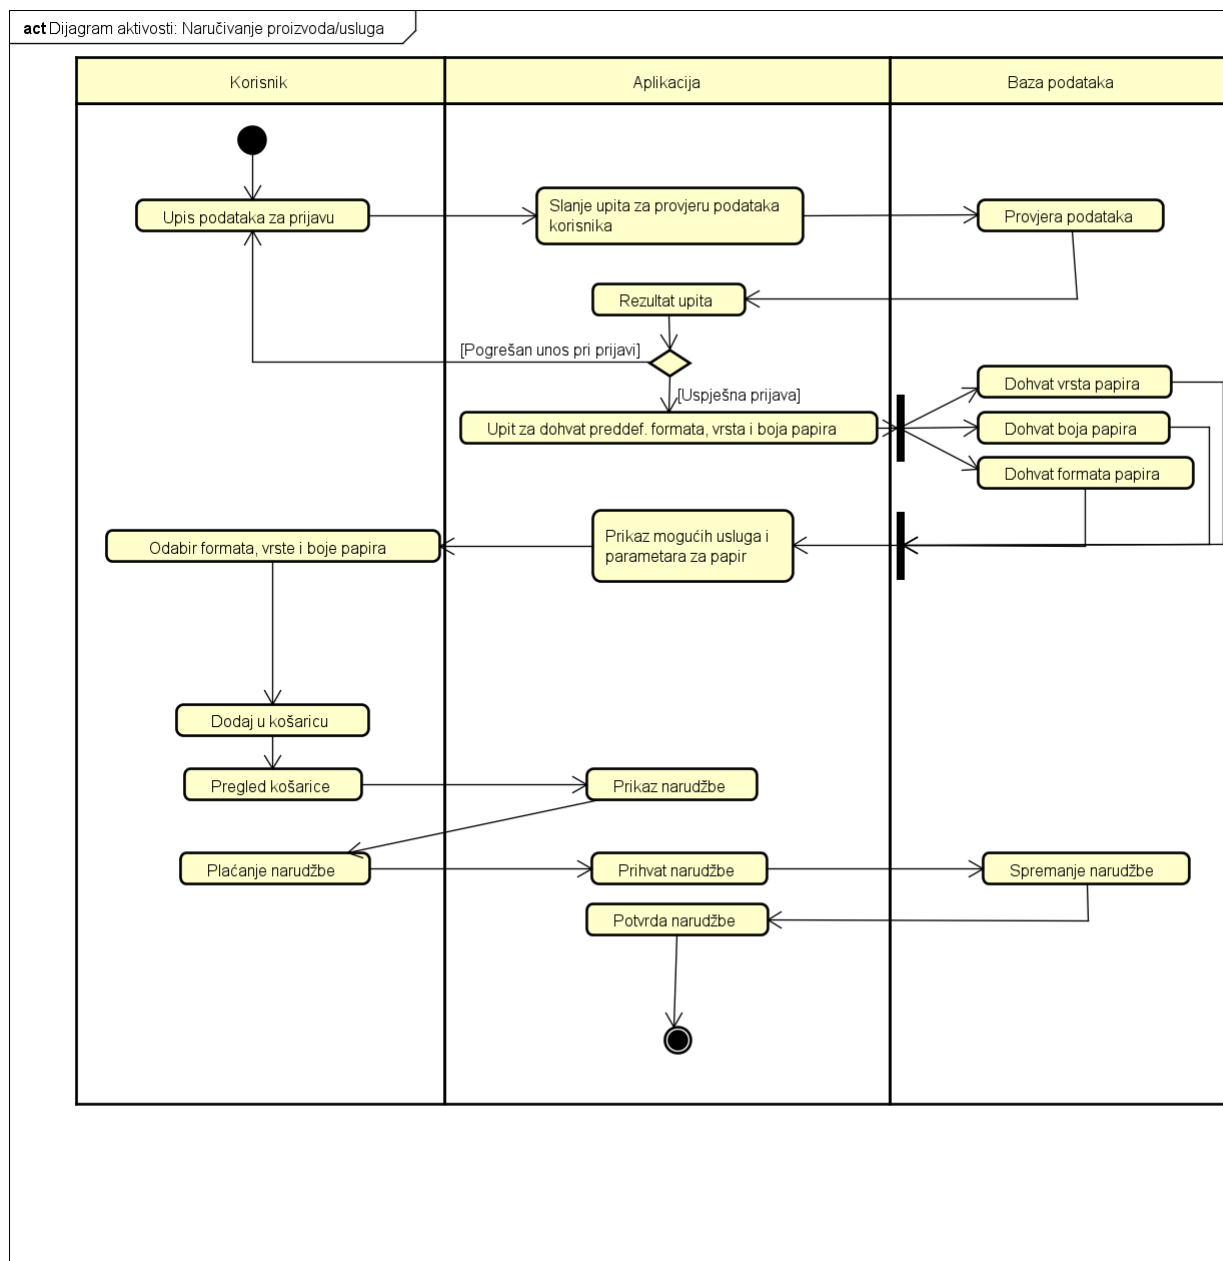 act Dijagram aktivosti: Naručivanje proizvoda/usluga
Korisnik
Aplikacija
Baza podataka
Upis podataka za prijavu
Slanje upita za provjeru podataka
korisnika
Provjera podataka
Rezultat upita
[Pogrešan unos pri prijavi]
[Uspješna prijava]
Dohvat vrsta papira
Upit za dohvat preddef. formata, vrsta i boja papira
Dohvat boja papira
Dohvat formata papira
Odabir formata, vrste i boje papira
Prikaz mogućih usluga i
parametara za papir
Dodaj u košaricu
Pregled košarice
Prikaz narudžbe
Plaćanje narudžbe
Prihvat narudžbe
Spremanje narudžbe
Potvrda narudžbe